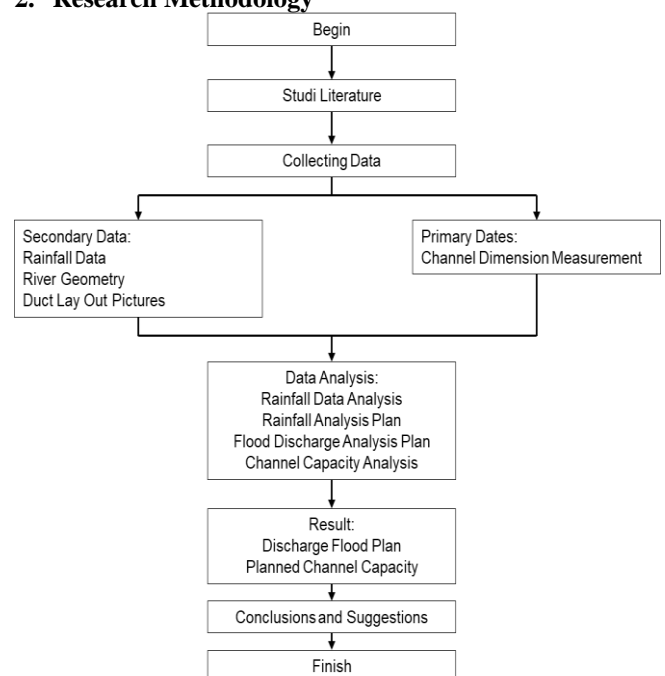 2. Research Methodology
Begin
Studi Literature
Collecting Data
Secondary Data:
Rainfall Data
River Geometry
Duct Lay Out Pictures
Primary Dates:
Channel Dimension Measurement
Data Analysis:
Rainfall Data Analysis
Rainfall Analysis Plan
Flood Discharge Analysis Plan
Channel Capacity Analysis
Result:
Discharge Flood Plan
Planned Channel Capacity
Conclusions and Suggestions
Finish